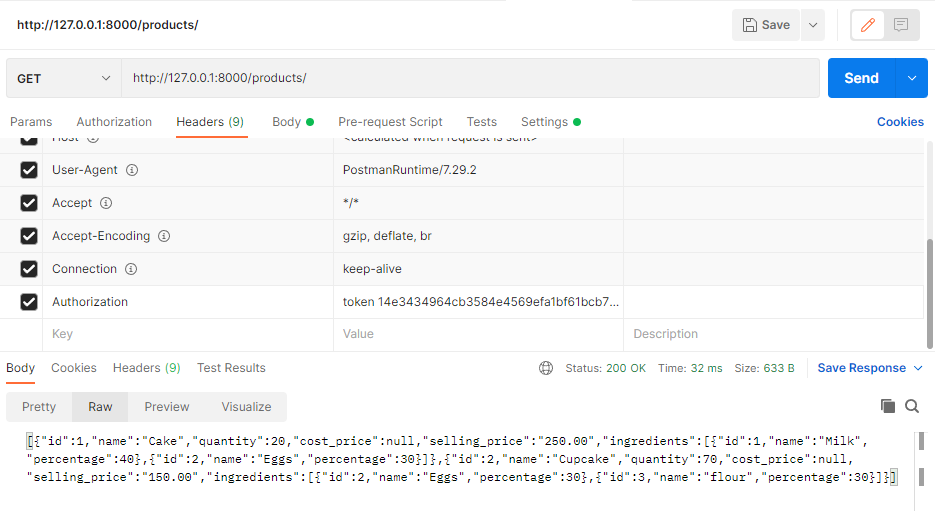 http://127.0.0.1:8000/products/
Save
GET
http://127.0.0.1:8000/products/
Send
Params Authorization Headers (9) Body Pre-request Script Tests Settings Cookies
Host <calculated when request is sent>
User-Agent PostmanRuntime/7.29.2
Accept */*
Accept-Encoding gzip, deflate, br
Connection keep-alive
Authorization token 14e3434964cb3584e4569efa1bf61bcb7...
Key Value Description
Body Cookies Headers (9) Test Results Status: 200 OK Time: 32 ms Size: 633 B Save Response
Pretty Raw Preview Visualize
[{"id":1,"name":"Cake","quantity":20,"cost_price":null,"selling_price":"250.00","ingredients":[{"id":1,"name":"Milk",
"percentage":40},{"id":2,"name":"Eggs","percentage":30}]},{"id":2,"name":"Cupcake","quantity":70,"cost_price":null,
"selling_price":"150.00","ingredients":[{"id":2,"name":"Eggs","percentage":30},{"id":3,"name":"flour","percentage":30}]}]